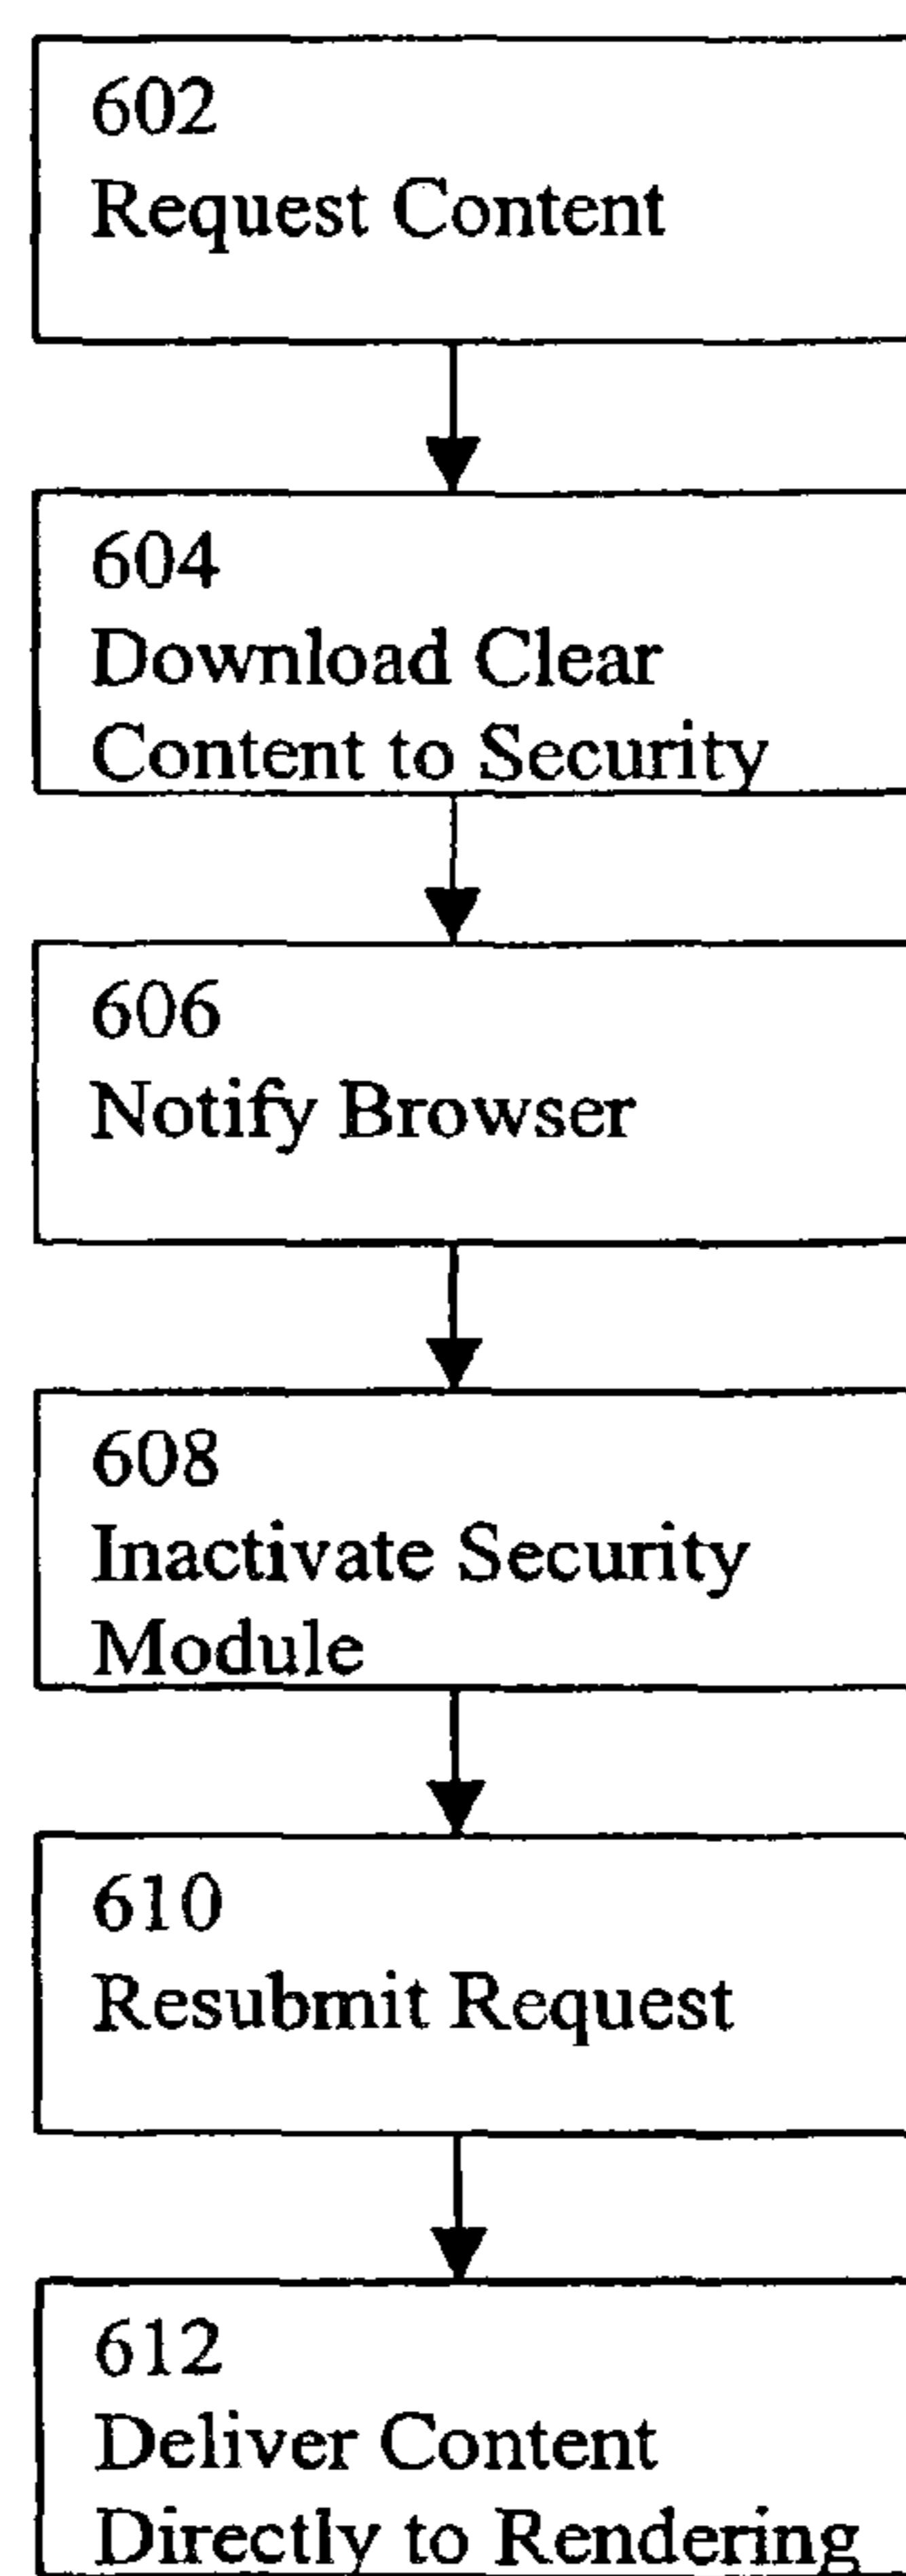 602
Request Content
604
Download Clear
Content to Security
606
Notify Browser
608
Inactivate Security
Module
610
Resubmit Request
612
Deliver Content
Directly to Rendering